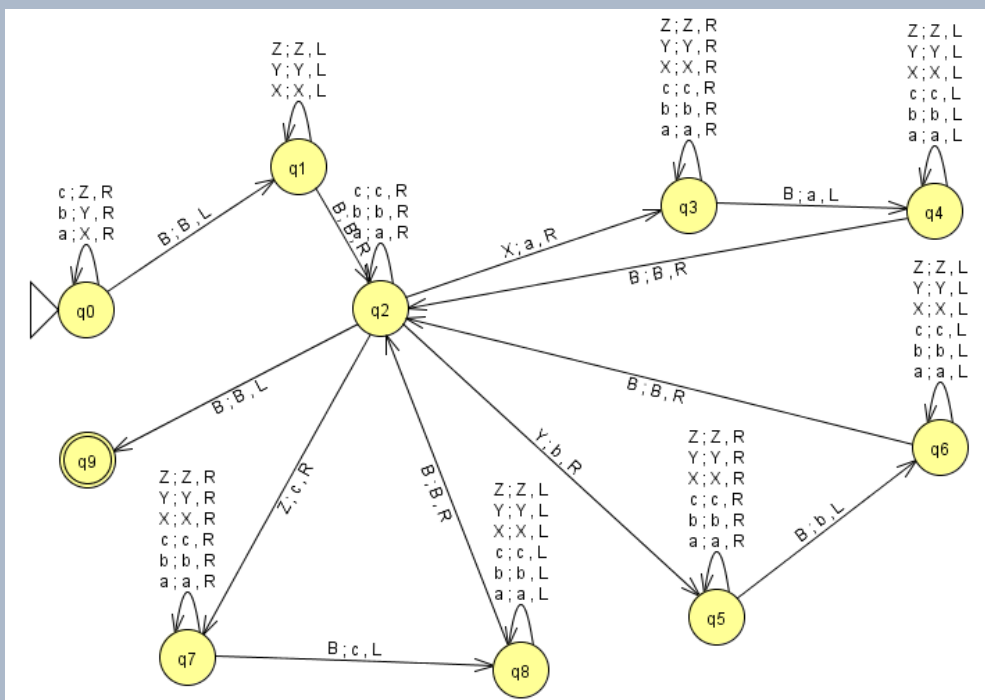 Z ; Z , L
Y ; Y , L
X ; X , L
q1
c ; Z , R
b ; Y , R
a ; X , R
q0
B ; B , L
B ; B , R
c ; c , R
b ; b , R
a ; a , R
q2
X ; a , R
Z ; Z , R
Y ; Y , R
X ; X , R
c ; c , R
b ; b , R
a ; a , R
q3
B ; a , L
Z ; Z , L
Y ; Y , L
X ; X , L
c ; c , L
b ; b , L
a ; a , L
q4
B ; B , R
Z ; Z , L
Y ; Y , L
X ; X , L
c ; c , L
b ; b , L
a ; a , L
q6
B ; B , R
B ; B , L
q9
Z ; c , R
Y ; b , R
B ; B , R
Z ; Z , R
Y ; Y , R
X ; X , R
c ; c , R
b ; b , R
a ; a , R
q5
B ; b , L
Z ; Z , R
Y ; Y , R
X ; X , R
c ; c , R
b ; b , R
a ; a , R
q7
B ; c , L
Z ; Z , L
Y ; Y , L
X ; X , L
c ; c , L
b ; b , L
a ; a , L
q8